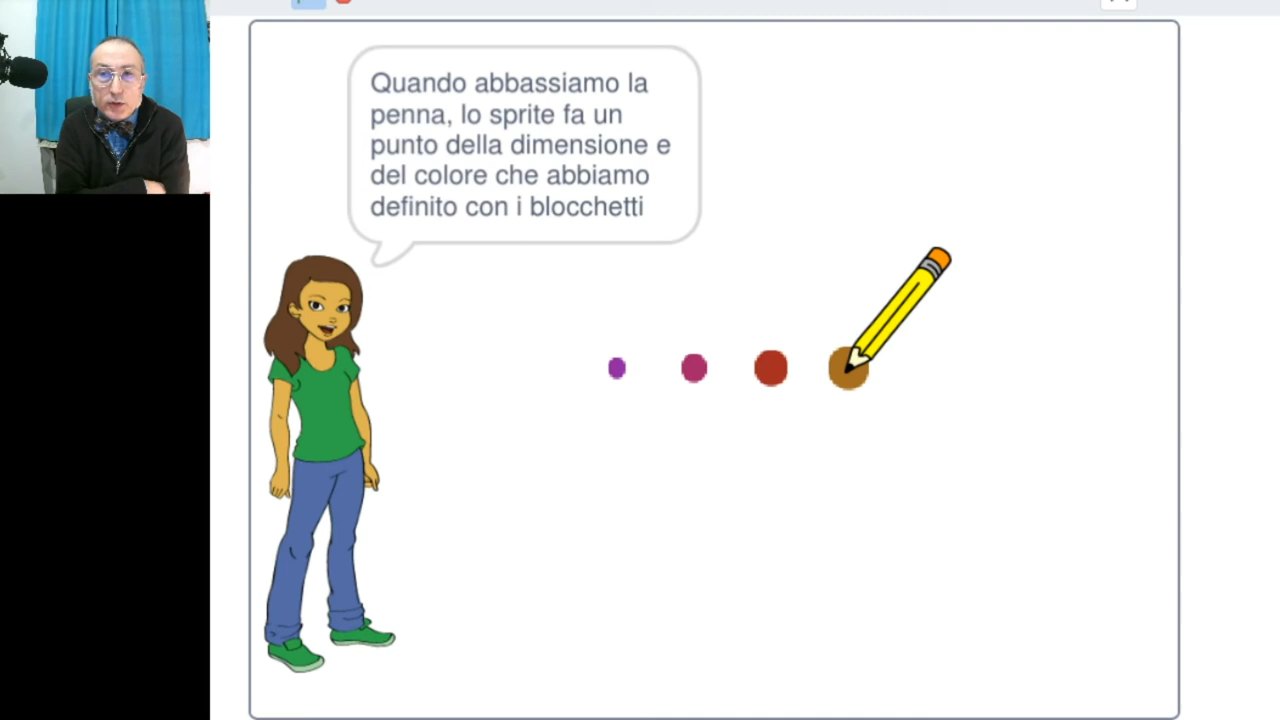 Quando abbassiamo la
penna, lo sprite fa un
punto della dimensione e
del colore che abbiamo
definito con i blocchetti